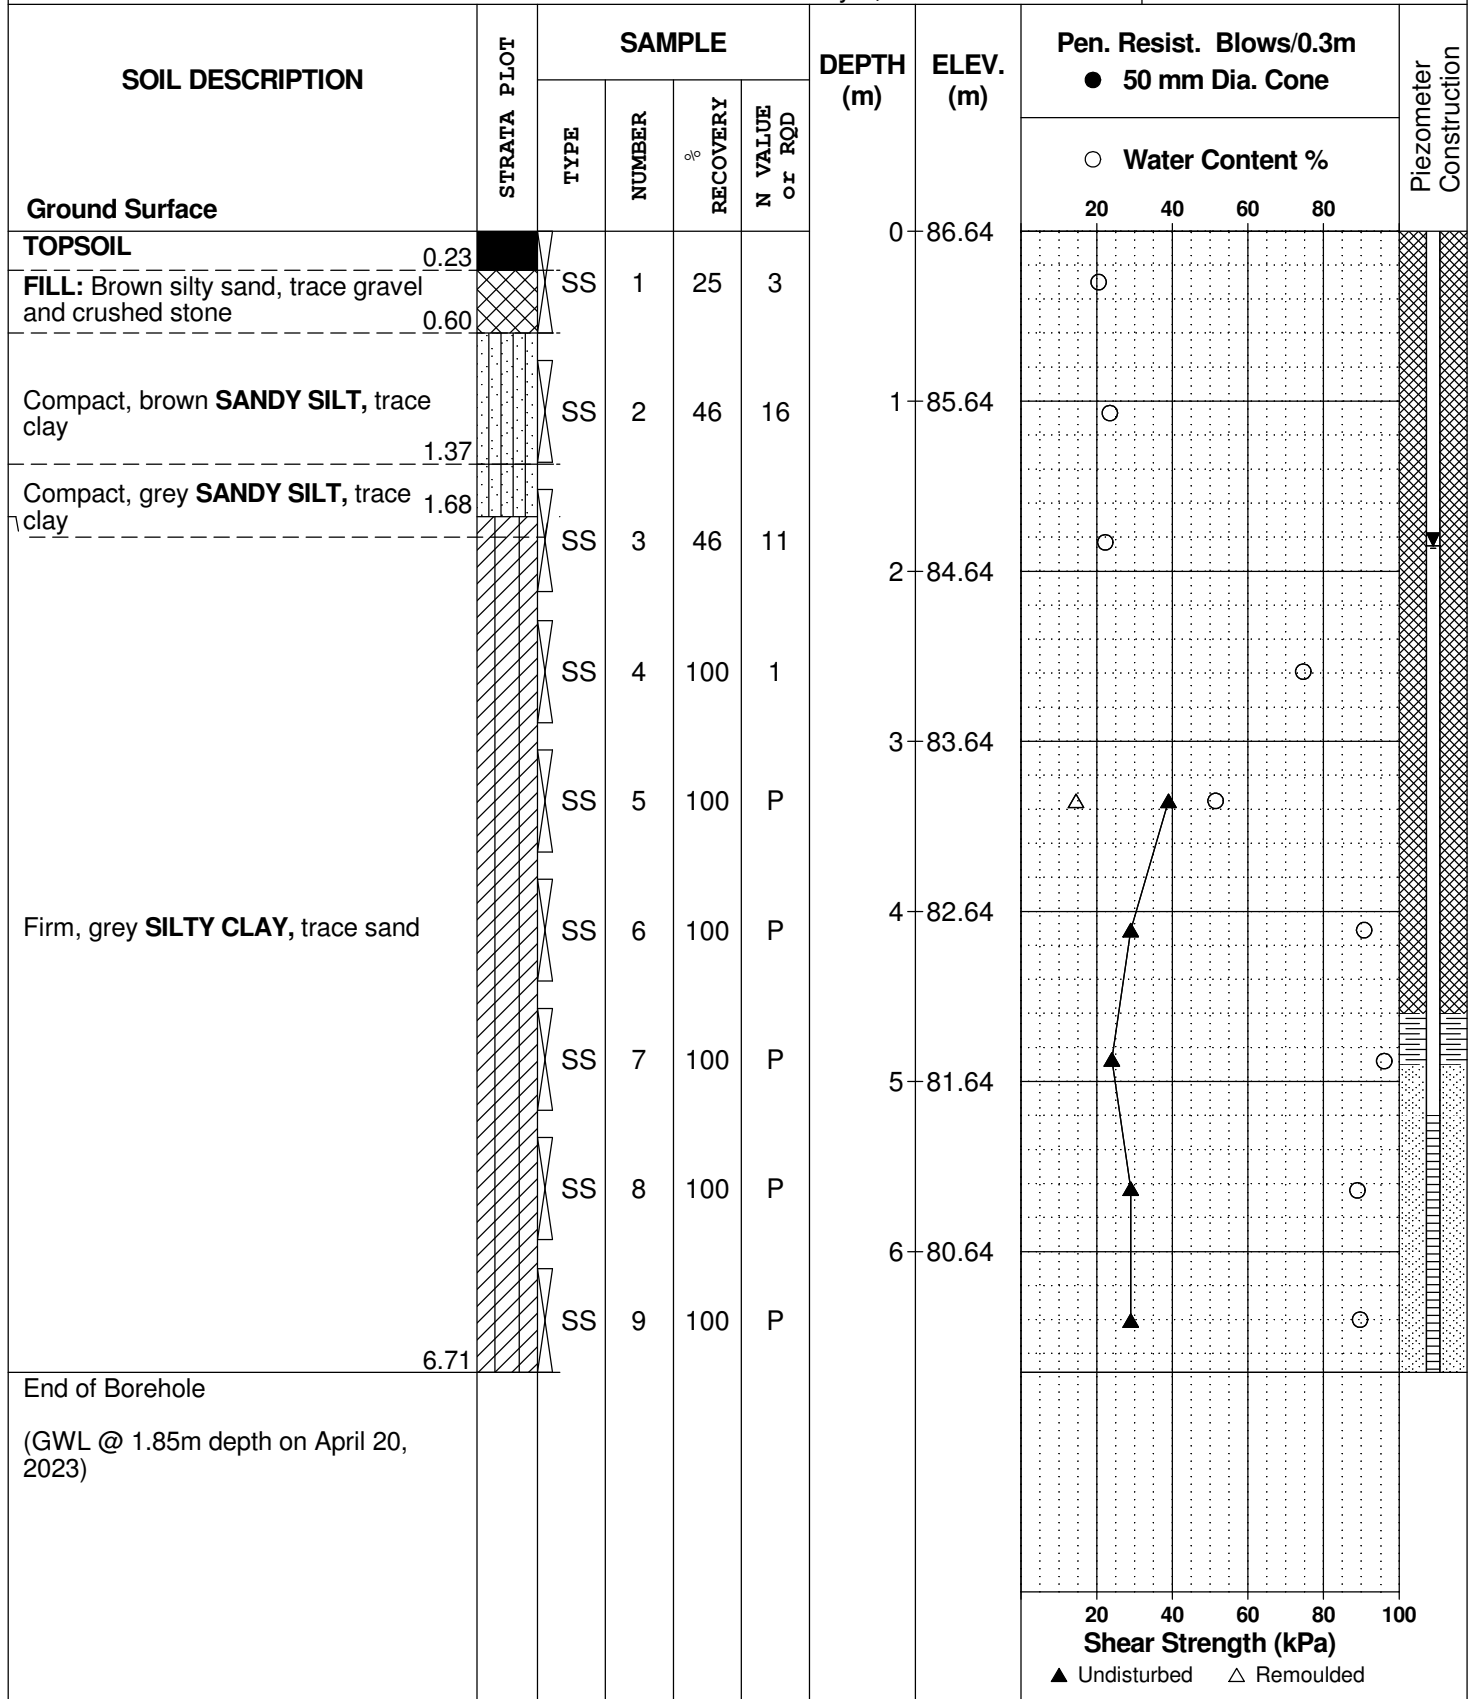 SOIL DESCRIPTION
Ground Surface
STRATA PLOT
SAMPLE
TYPE
NUMBER
%
RECOVERY
N VALUE
or RQD
DEPTH
(m)
ELEV.
(m)
Pen. Resist. Blows/0.3m
● 50 mm Dia. Cone
○ Water Content %
20 40 60 80
Piezometer
Construction
TOPSOIL
0.23
FILL: Brown silty sand, trace gravel
and crushed stone
0.60
SS 1 25 3
0 86.64
Compact, brown SANDY SILT, trace
clay
1.37
SS 2 46 16
1 85.64
Compact, grey SANDY SILT, trace
clay
1.68
SS 3 46 11
2 84.64
SS 4 100 1
3 83.64
SS 5 100 P
Firm, grey SILTY CLAY, trace sand
SS 6 100 P
4 82.64
SS 7 100 P
5 81.64
SS 8 100 P
6 80.64
SS 9 100 P
6.71
End of Borehole
(GWL @ 1.85m depth on April 20,
2023)
20 40 60 80 100
Shear Strength (kPa)
▲ Undisturbed △ Remoulded